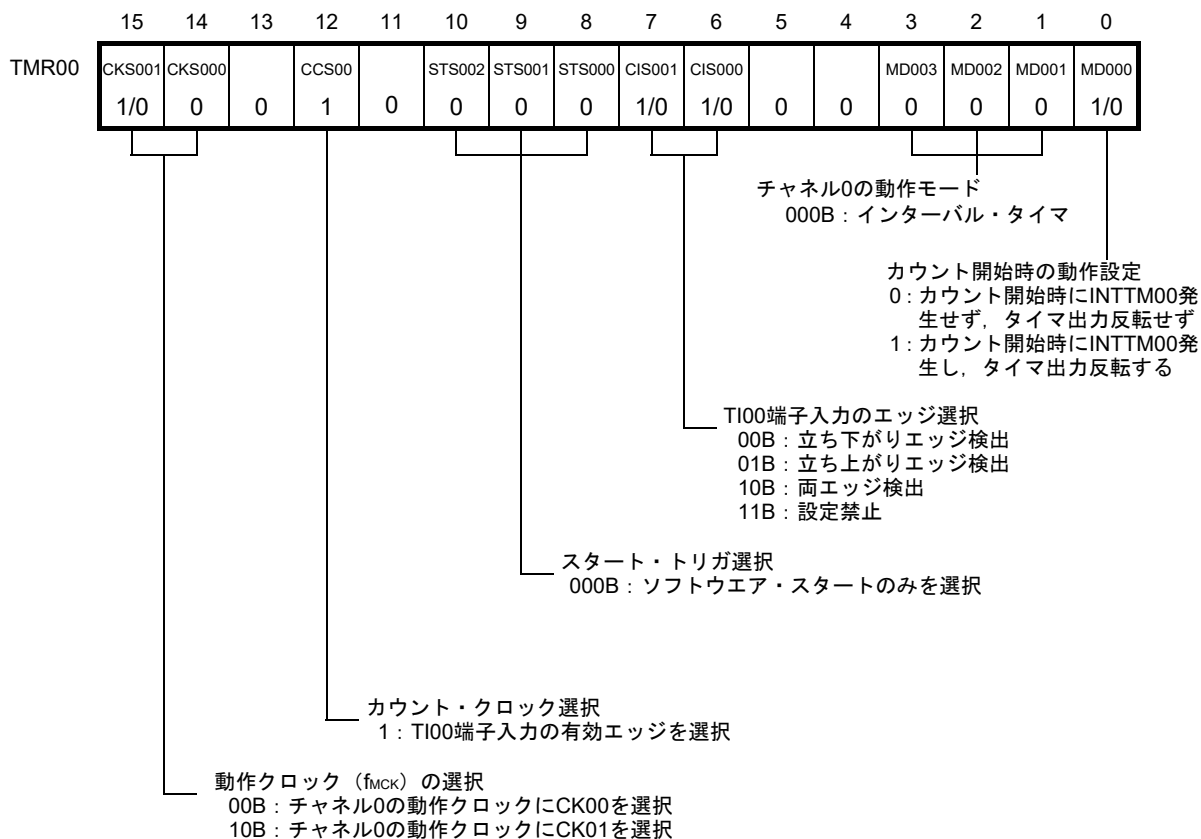 15 14 13 12 11 10 9 8 7 6 5 4 3 2 1 0
TMR00 CKS001 CKS000 CCS00 STS002 STS001 STS000 CIS001 CIS000 MD003 MD002 MD001 MD000
1/0 0 0 1 0 0 0 0 1/0 1/0 0 0 0 0 0 1/0
チャネル0の動作モード
000B：インターバル・タイマ
カウント開始時の動作設定
0：カウント開始時にINTTM00発
生せず，タイマ出力反転せず
1：カウント開始時にINTTM00発
生し，タイマ出力反転する
TI00端子入力のエッジ選択
00B：立ち下がりエッジ検出
01B：立ち上がりエッジ検出
10B：両エッジ検出
11B：設定禁止
スタート・トリガ選択
000B：ソフトウエア・スタートのみを選択
カウント・クロック選択
1：TI00端子入力の有効エッジを選択
動作クロック（fMCK）の選択
00B：チャネル0の動作クロックにCK00を選択
10B：チャネル0の動作クロックにCK01を選択